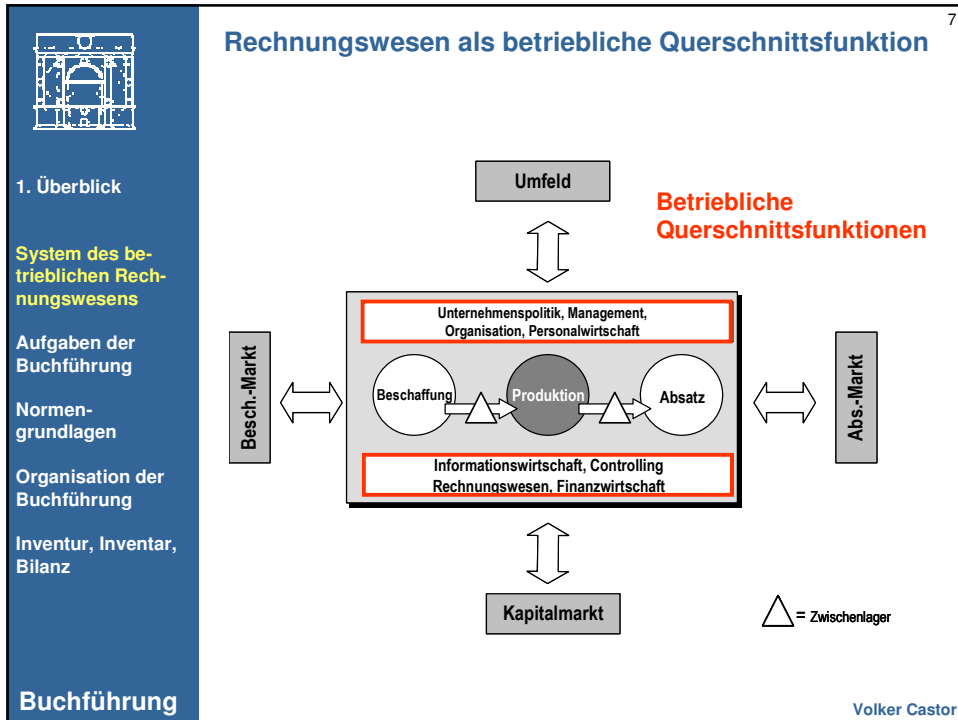 7
Rechnungswesen als betriebliche Querschnittsfunktion
1. Überblick
System des be-
trieblichen Rech-
nungswesens
Aufgaben der
Buchführung
Normen-
grundlagen
Organisation der
Buchführung
Inventur, Inventar,
Bilanz
Buchführung
Umfeld
Betriebliche
Querschnittsfunktionen
Unternehmenspolitik, Management,
Organisation, Personalwirtschaft
Besch.-Markt
Beschaffung
Produktion
Absatz
Abs.-Markt
Informationswirtschaft, Controlling
Rechnungswesen, Finanzwirtschaft
Kapitalmarkt
= Zwischenlager
Volker Castor